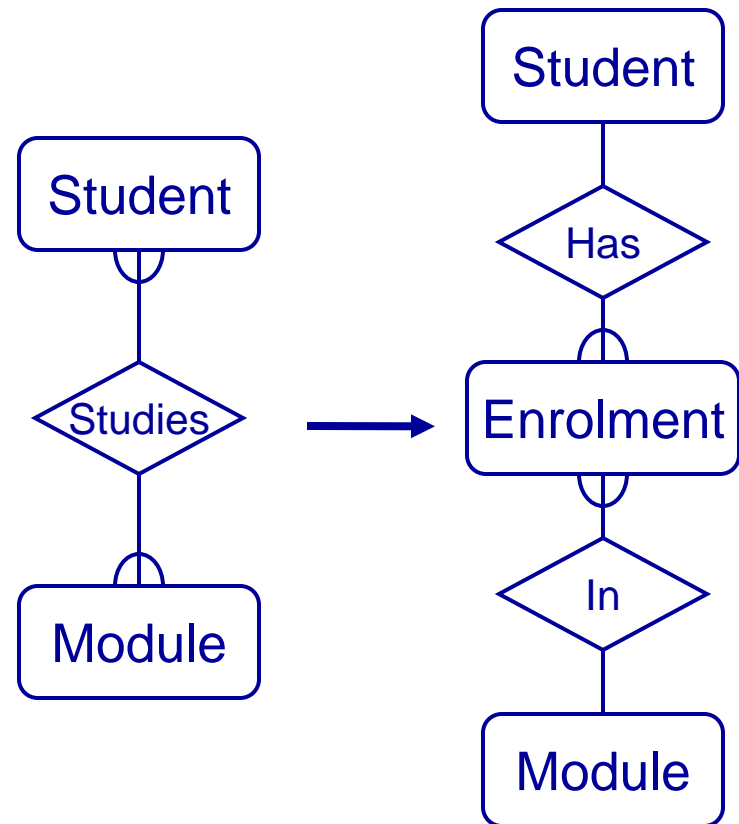 Student
Studies
Module
Student
Has
Enrolment
In
Module